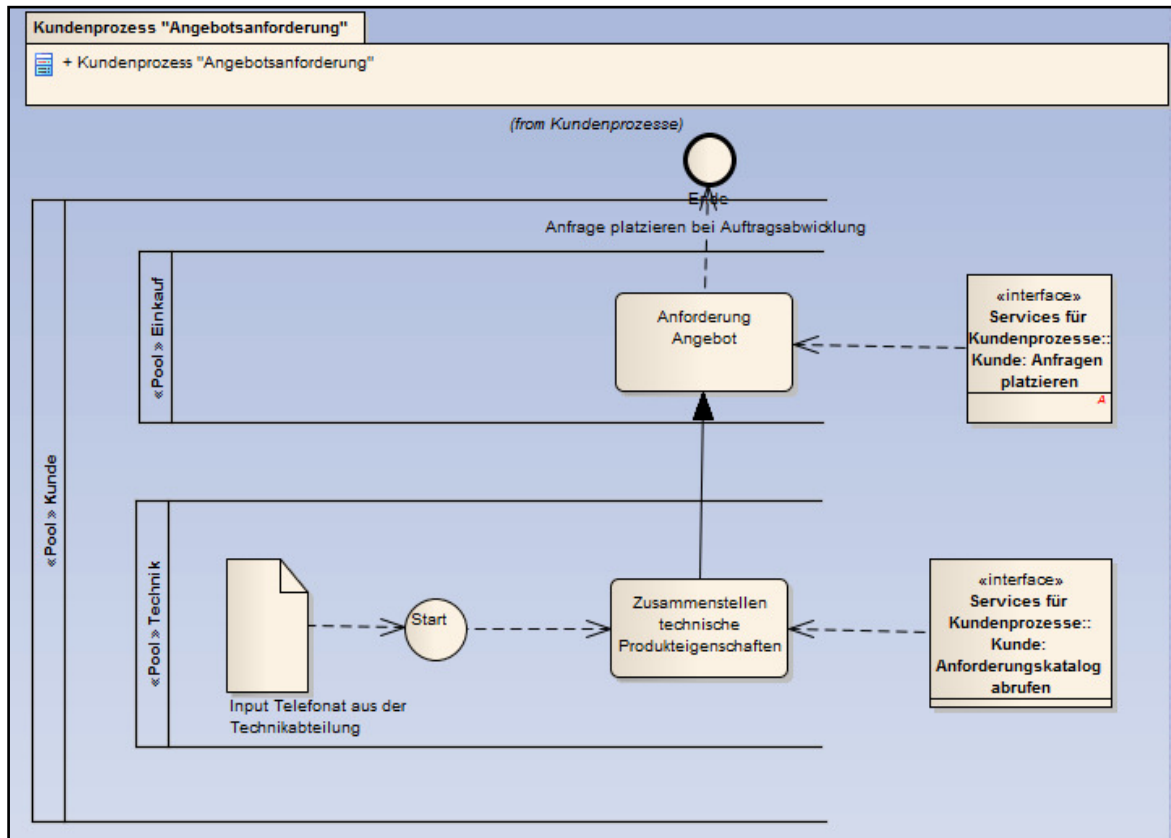 Kundenprozess "Angebotsanforderung"
+ Kundenprozess "Angebotsanforderung"
(from Kundenprozesse)
Ende
Anfrage platzieren bei Auftragsabwicklung
«Pool» Kunde
«Pool» Einkauf
Anforderung
Angebot
«interface»
Services für
Kundenprozesse::
Kunde: Anfragen
platzieren
A
«Pool» Technik
Start
Input Telefonat aus der
Technikabteilung
Zusammenstellen
technische
Produkteigenschaften
«interface»
Services für
Kundenprozesse::
Kunde:
Anforderungskatalog
abrufen